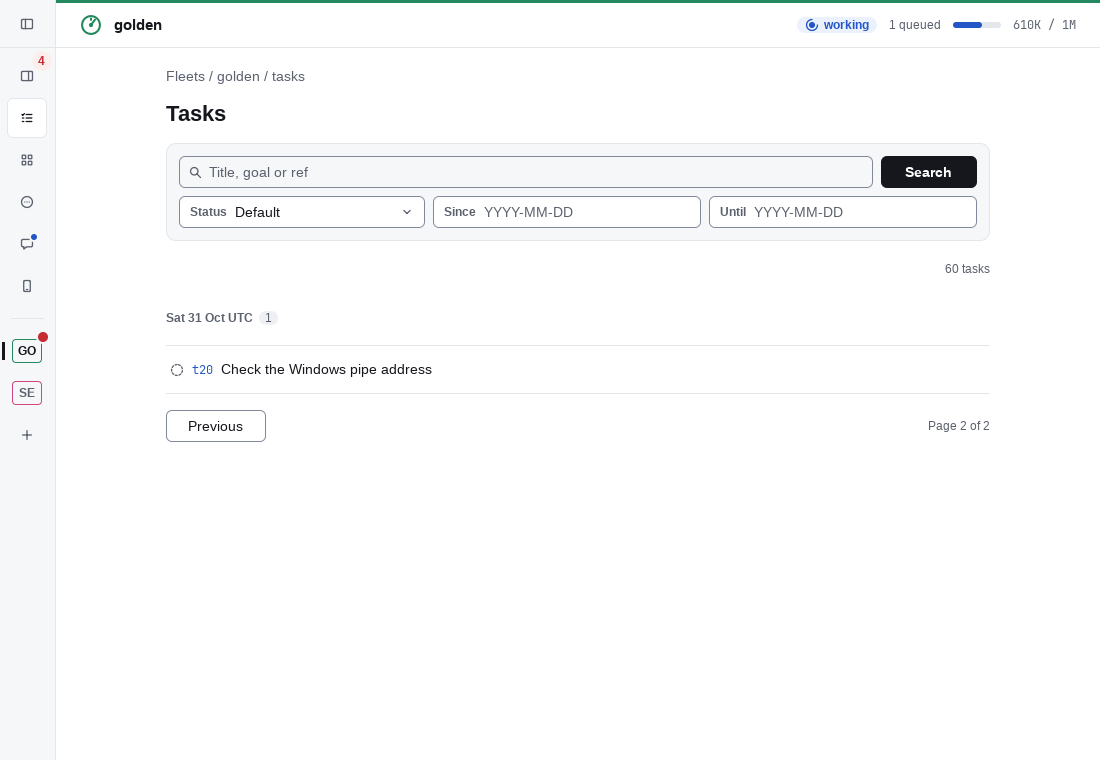 golden
working
1 queued
610K / 1M
4
Fleets / golden / tasks
Tasks
Title, goal or ref
Search
Status Default
Since YYYY-MM-DD
Until YYYY-MM-DD
60 tasks
Sat 31 Oct UTC 1
t20 Check the Windows pipe address
Previous
Page 2 of 2
GO
SE